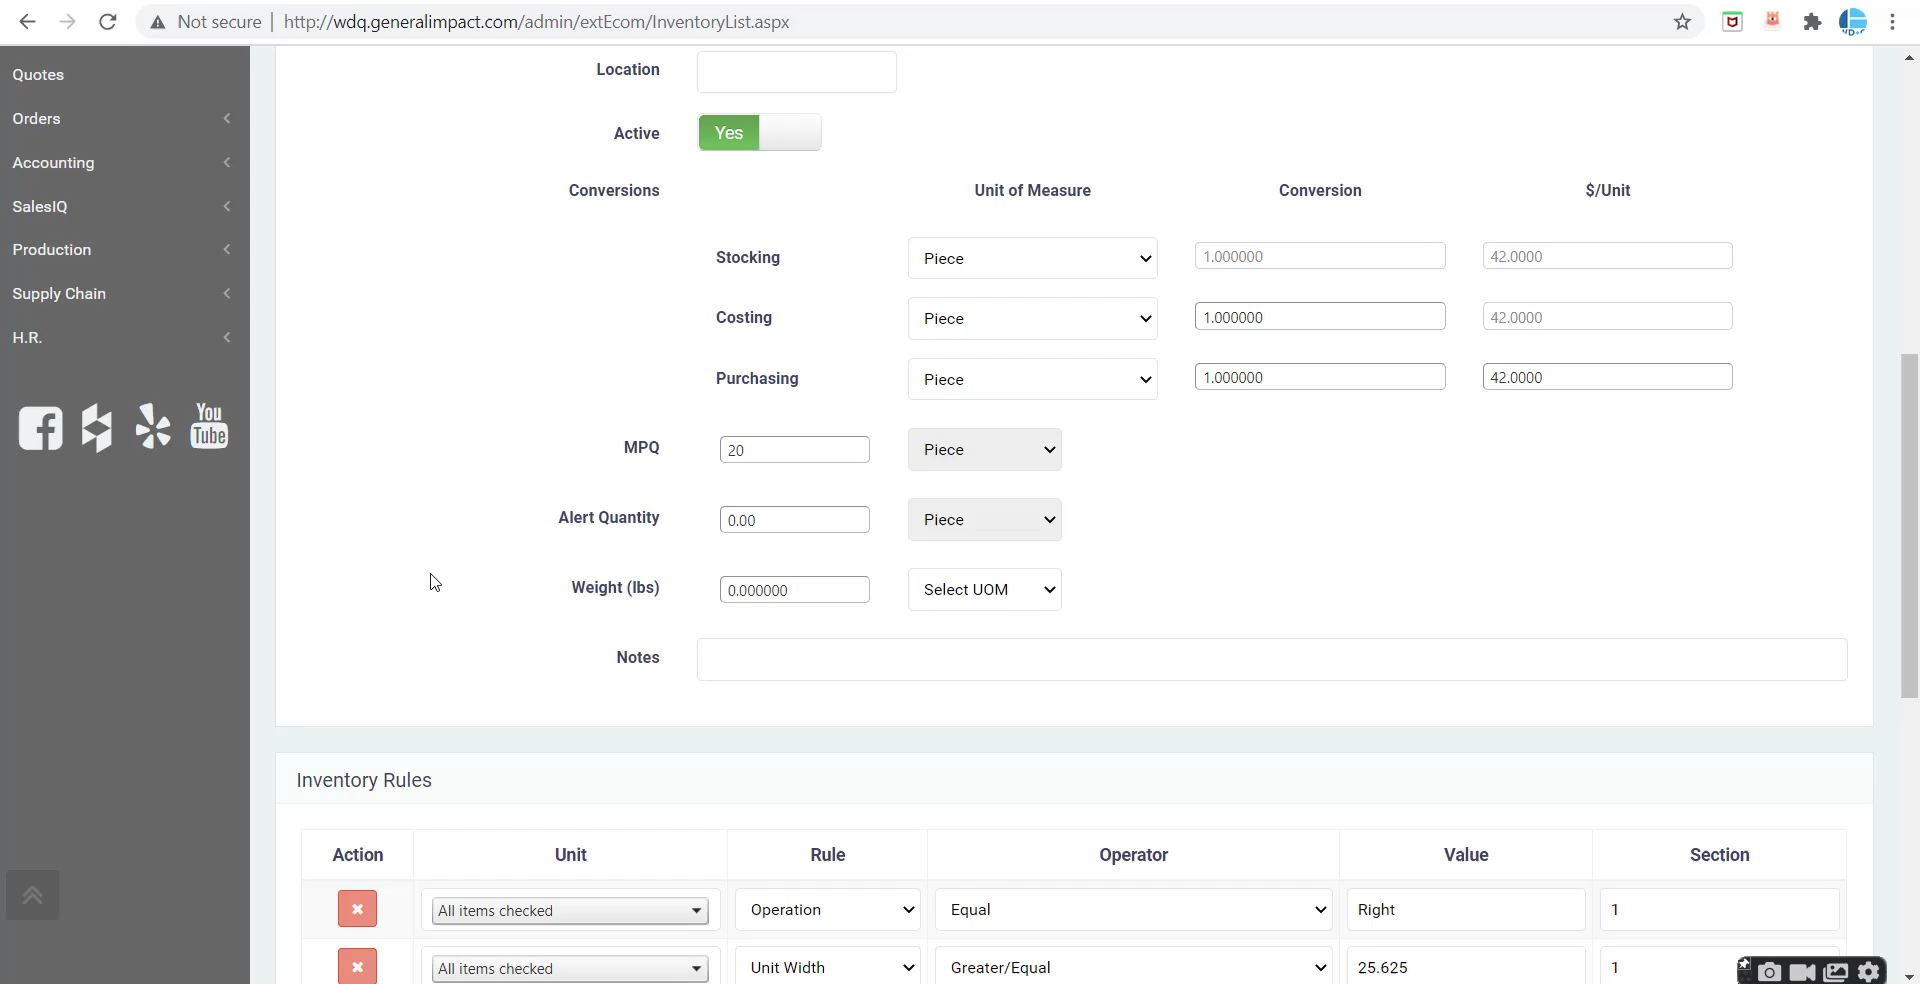 Not secure | http://wdq.generalimpact.com/admin/extEcom/InventoryList.aspx
Quotes
Orders
Accounting
SalesIQ
Production
Supply Chain
H.R.
You
Tube
Location
Active Yes
Conversions Unit of Measure Conversion $/Unit
Stocking Piece 1.000000 42.0000
Costing Piece 1.000000 42.0000
Purchasing Piece 1.000000 42.0000
MPQ 20 Piece
Alert Quantity 0.00 Piece
Weight (lbs) 0.000000 Select UOM
Notes
Inventory Rules
Action Unit Rule Operator Value Section
All items checked Operation Equal Right 1
All items checked Unit Width Greater/Equal 25.625 1